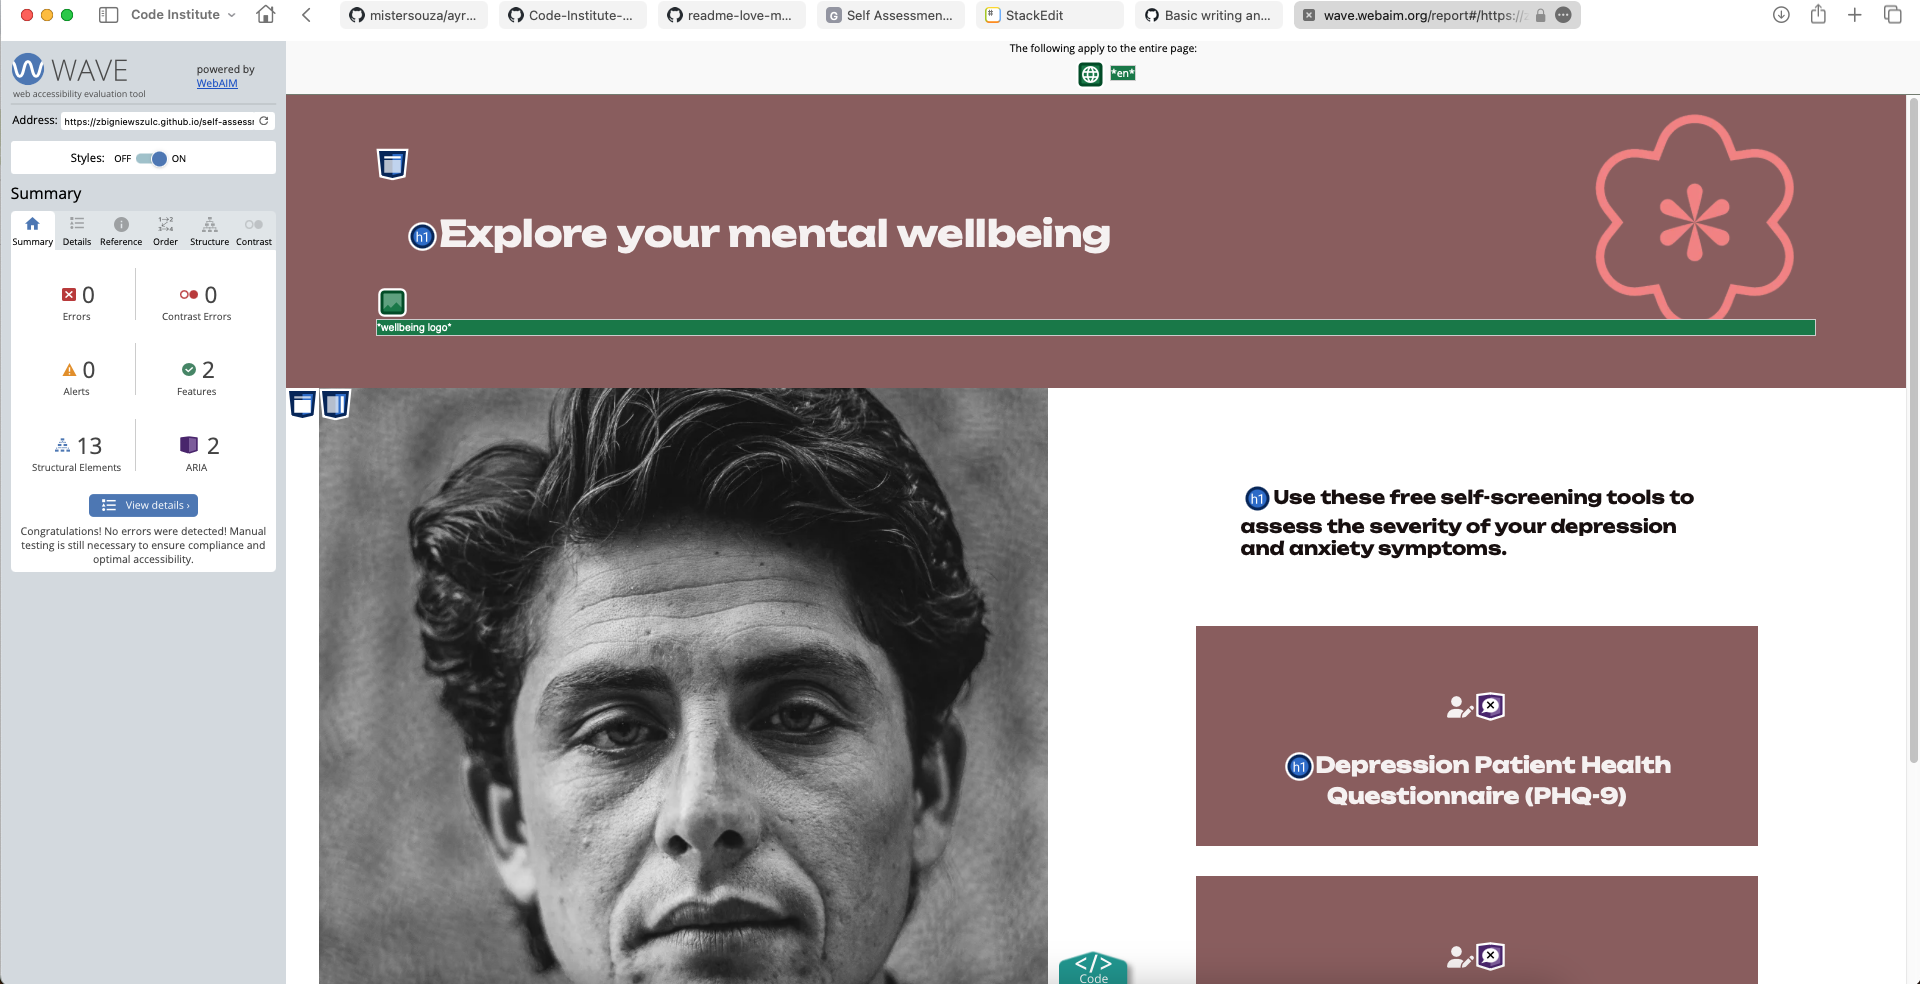 Code Institute
mistersouza/ayr...
Code-Institute-...
readme-love-m...
G Self Assessmen...
StackEdit
Basic writing an...
wave.webaim.org/report#/https://
WAVE
powered by
WebAIM
web accessibility evaluation tool
Address: https://zbigniewszulc.github.io/self-assess
Styles: OFF ON
Summary
Summary Details Reference Order Structure Contrast
1→2
3→4
0 Errors
0 Contrast Errors
0 Alerts
2 Features
13 Structural Elements
2 ARIA
View details ›
Congratulations! No errors were detected! Manual
testing is still necessary to ensure compliance and
optimal accessibility.
The following apply to the entire page:
*en*
h1 Explore your mental wellbeing
*wellbeing logo*
h1 Use these free self-screening tools to
assess the severity of your depression
and anxiety symptoms.
h1 Depression Patient Health
Questionnaire (PHQ-9)
</>
Code